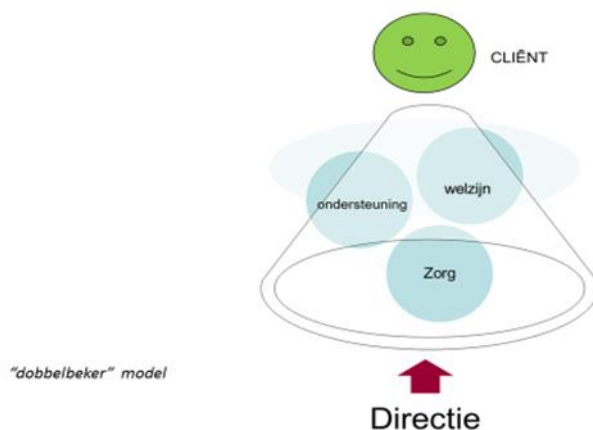 CLIËNT
ondersteuning
welzijn
Zorg
"dobbelbeker" model
Directie